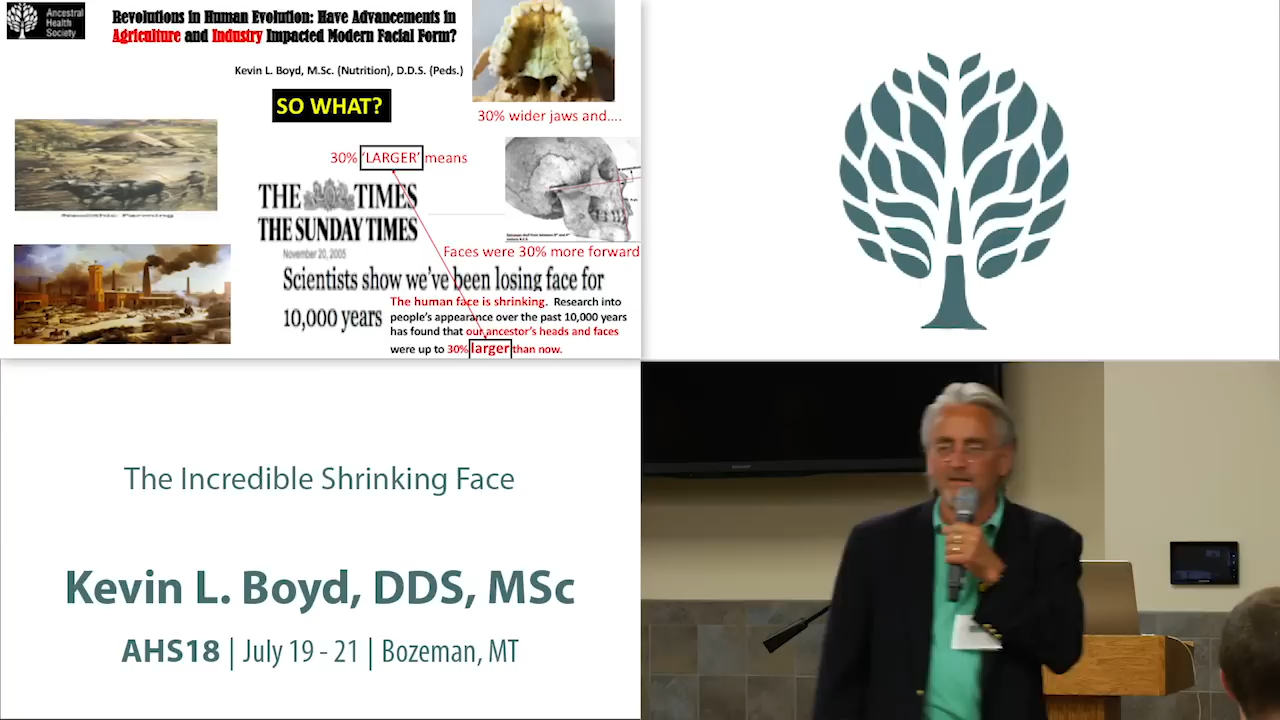 Ancestral
Health
Society
Revolutions in Human Evolution: Have Advancements in
Agriculture and Industry Impacted Modern Facial Form?
Kevin L. Boyd, M.Sc. (Nutrition), D.D.S. (Peds.)
SO WHAT?
30% wider jaws and....
30% ‘LARGER’ means
Neolithic Farming
THE TIMES
THE SUNDAY TIMES
November 20, 2005
Faces were 30% more forward
Scientists show we’ve been losing face for
10,000 years
The human face is shrinking. Research into
people’s appearance over the past 10,000 years
has found that our ancestor’s heads and faces
were up to 30% larger than now.
The Incredible Shrinking Face
Kevin L. Boyd, DDS, MSc
AHS18 | July 19 - 21 | Bozeman, MT